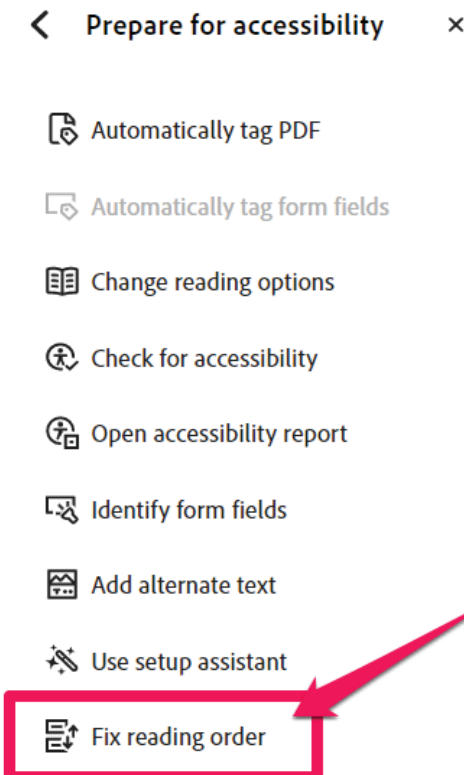 Prepare for accessibility
Automatically tag PDF
Automatically tag form fields
Change reading options
Check for accessibility
Open accessibility report
Identify form fields
Add alternate text
Use setup assistant
Fix reading order